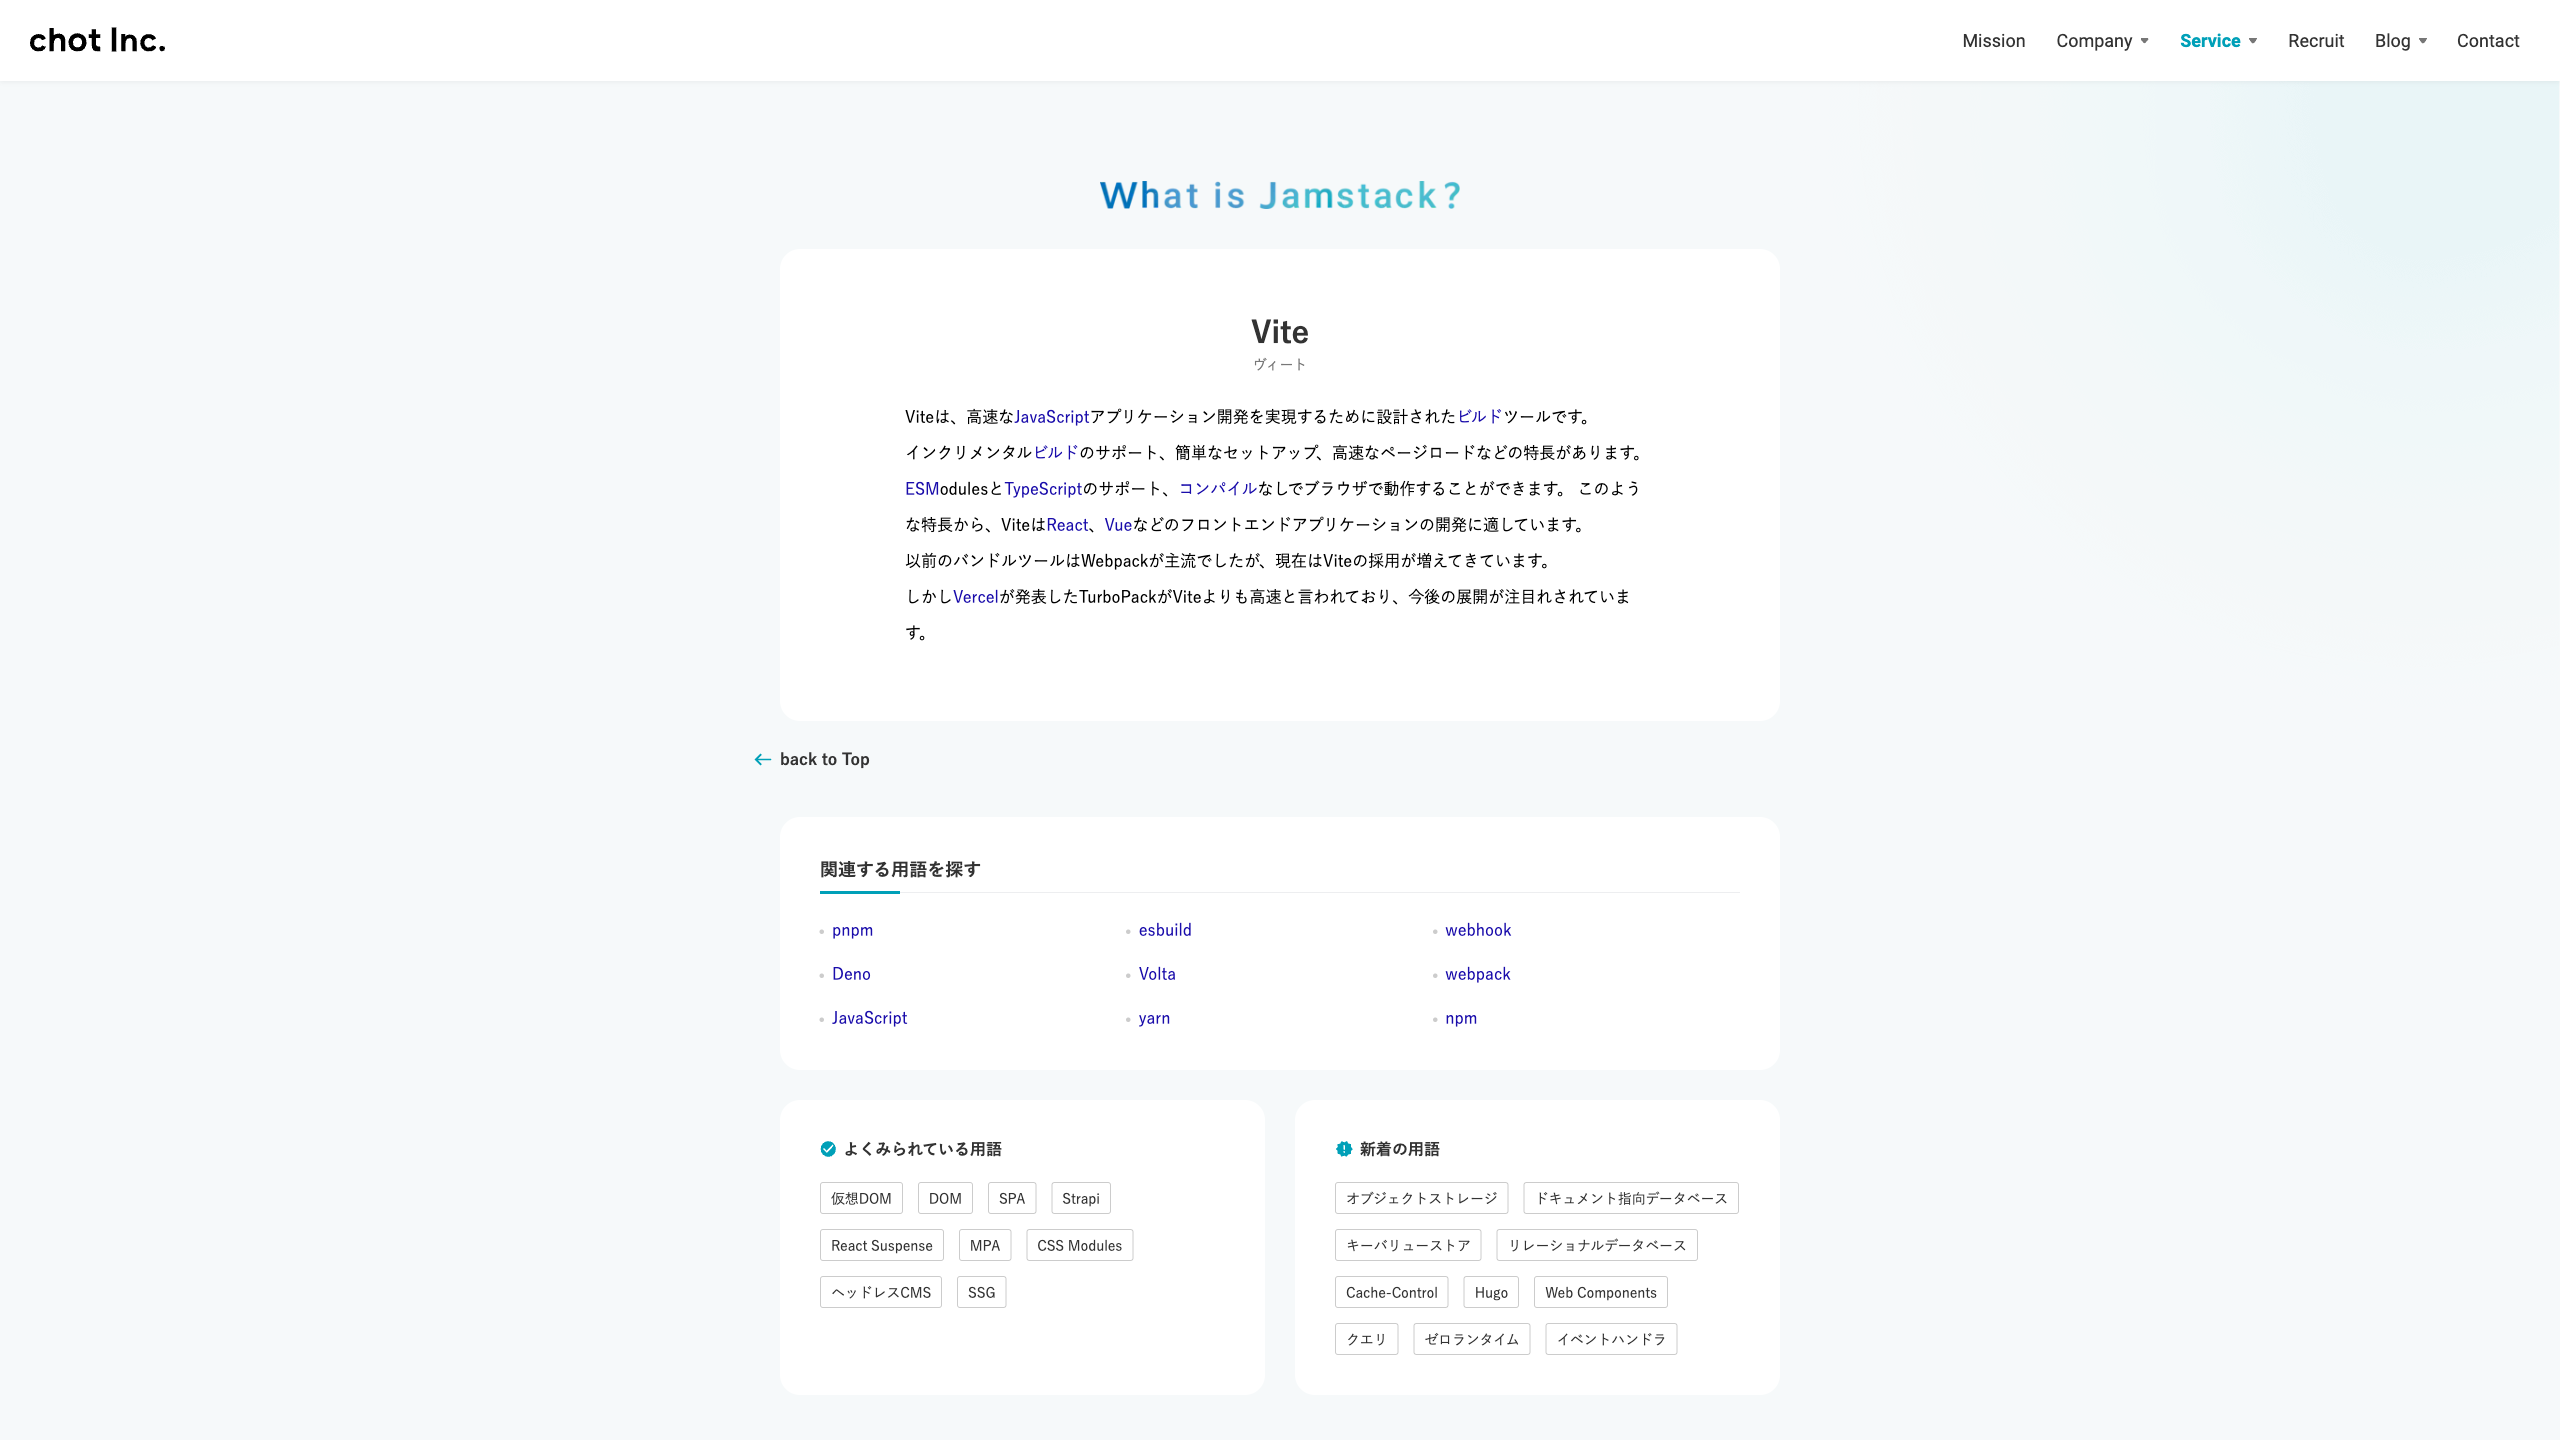 chot Inc.
Mission Company Service Recruit Blog Contact
What is Jamstack?
Vite
ヴィート
Viteは、高速なJavaScriptアプリケーション開発を実現するために設計されたビルドツールです。
インクリメンタルビルドのサポート、簡単なセットアップ、高速なページロードなどの特長があります。
ESModulesとTypeScriptのサポート、コンパイルなしでブラウザで動作することができます。 このよう
な特長から、ViteはReact、Vueなどのフロントエンドアプリケーションの開発に適しています。
以前のバンドルツールはWebpackが主流でしたが、現在はViteの採用が増えてきています。
しかしVercelが発表したTurboPackがViteよりも高速と言われており、今後の展開が注目れされていま
す。
back to Top
関連する用語を探す
pnpm esbuild webhook
Deno Volta webpack
JavaScript yarn npm
よくみられている用語
仮想DOM DOM SPA Strapi
React Suspense MPA CSS Modules
ヘッドレスCMS SSG
新着の用語
オブジェクトストレージ ドキュメント指向データベース
キーバリューストア リレーショナルデータベース
Cache-Control Hugo Web Components
クエリ ゼロランタイム イベントハンドラ